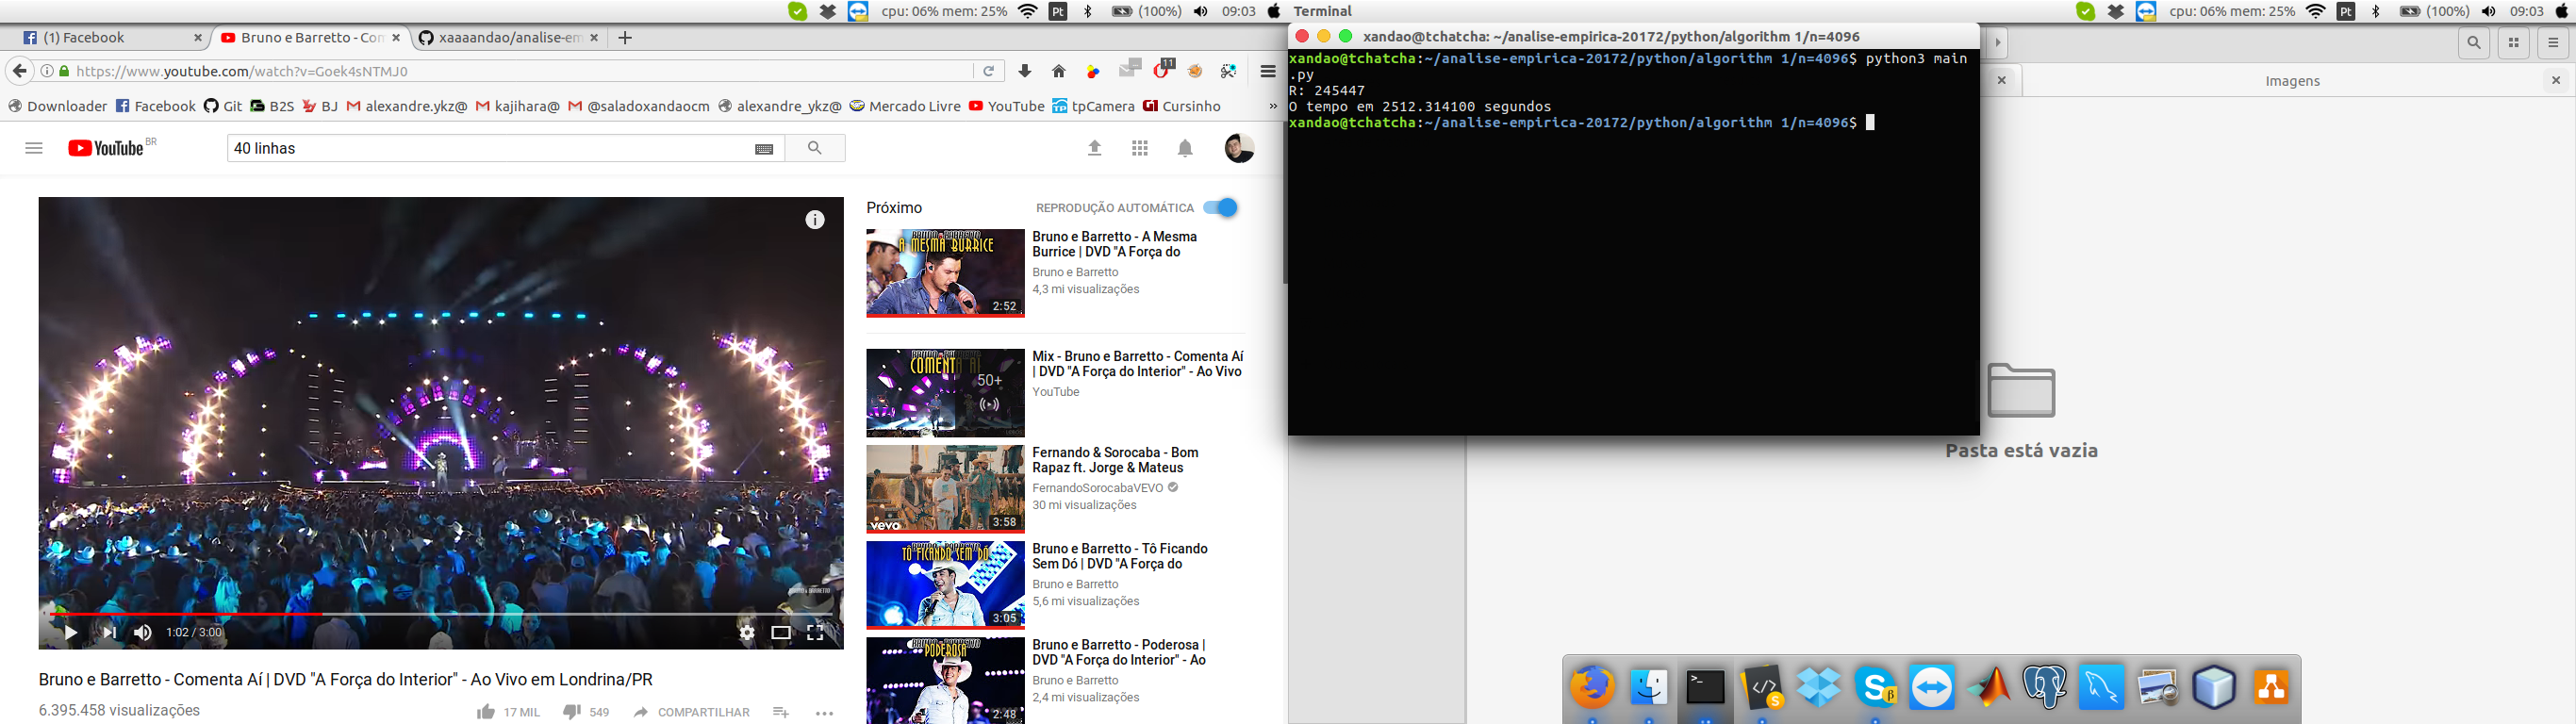 cpu: 06% mem: 25% Pt (100%) 09:03
Terminal
cpu: 06% mem: 25% Pt (100%) 09:03
(1) Facebook
Bruno e Barretto - Com
xaaaandao/analise-em
https://www.youtube.com/watch?v=Goek4sNTMJ0
11
Downloader Facebook Git B2S BJ alexandre.ykz@ kajihara@ @saladoxandaocm alexandre_ykz@ Mercado Livre YouTube tpCamera Cursinho »
YouTube BR
40 linhas
1:02 / 3:00
Bruno e Barretto - Comenta Aí | DVD "A Força do Interior" - Ao Vivo em Londrina/PR
6.395.458 visualizações
17 MIL 549 COMPARTILHAR
Próximo
REPRODUÇÃO AUTOMÁTICA
A MESMA BURRICE
2:52
Bruno e Barretto - A Mesma
Burrice | DVD "A Força do
Bruno e Barretto
4,3 mi visualizações
COMENTA AÍ
50+
Mix - Bruno e Barretto - Comenta Aí
| DVD "A Força do Interior" - Ao Vivo
YouTube
vevo
3:58
Fernando & Sorocaba - Bom
Rapaz ft. Jorge & Mateus
FernandoSorocabaVEVO
30 mi visualizações
TÔ FICANDO SEM DÓ
3:05
Bruno e Barretto - Tô Ficando
Sem Dó | DVD "A Força do
Bruno e Barretto
5,6 mi visualizações
PODEROSA
2:48
Bruno e Barretto - Poderosa |
DVD "A Força do Interior" - Ao
Bruno e Barretto
2,4 mi visualizações
xandao@tchatcha: ~/analise-empirica-20172/python/algorithm 1/n=4096
xandao@tchatcha:~/analise-empirica-20172/python/algorithm 1/n=4096$ python3 main
.py
R: 245447
O tempo em 2512.314100 segundos
xandao@tchatcha:~/analise-empirica-20172/python/algorithm 1/n=4096$
Imagens
Pasta está vazia